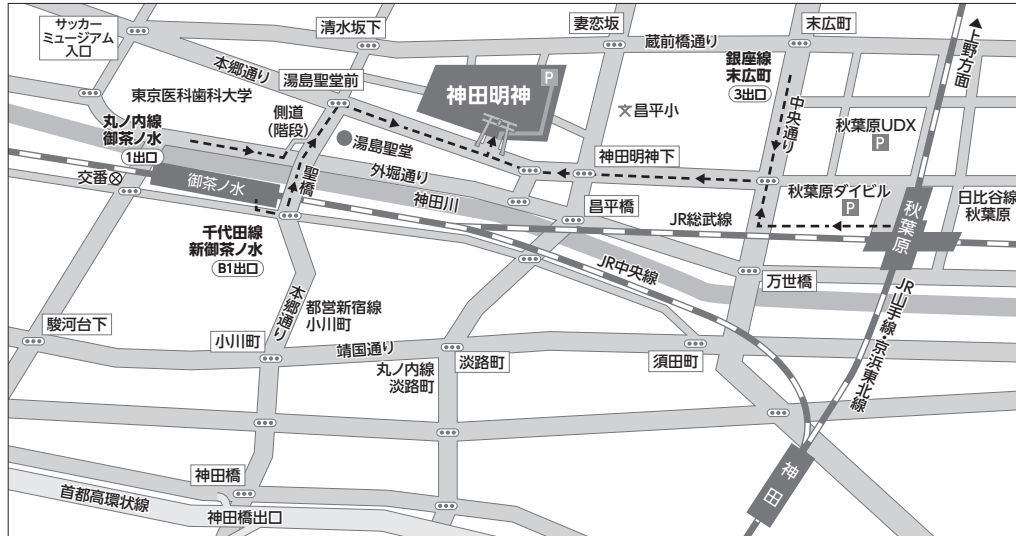 サッカー
ミュージアム
入口
清水坂下
妻恋坂
末広町
蔵前橋通り
上野方面
本郷通り
湯島聖堂前
P
神田明神
銀座線
末広町
3出口
中央通り
東京医科歯科大学
側道
(階段)
文昌平小
丸ノ内線
御茶ノ水
1出口
湯島聖堂
秋葉原UDX
P
外堀通り
神田明神下
交番
御茶ノ水
聖橋
神田川
昌平橋
秋葉原ダイビル
P
日比谷線
秋葉原
秋葉原
JR総武線
千代田線
新御茶ノ水
B1出口
JR中央線
万世橋
JR山手線・京浜東北線
本郷通り
都営新宿線
小川町
駿河台下
小川町
靖国通り
丸ノ内線
淡路町
淡路町
須田町
神田橋
神田
首都高環状線
神田橋出口